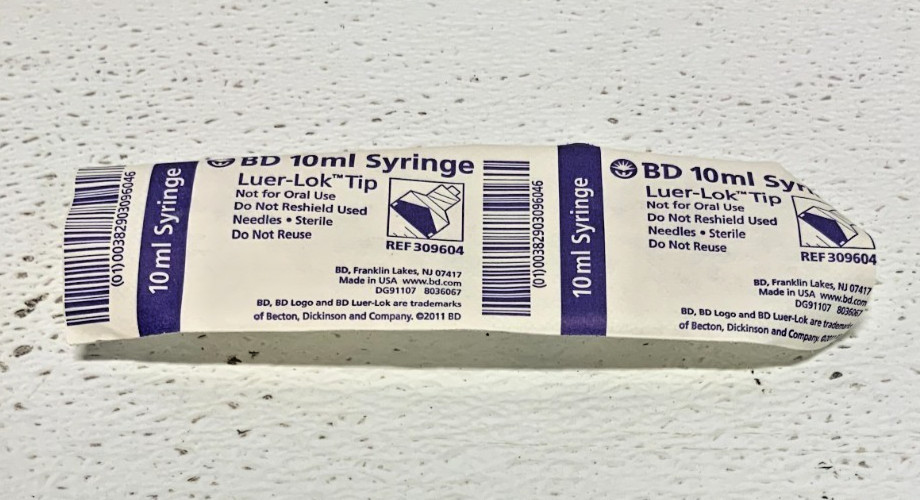 (01)00382903096046
10 ml Syringe
BD 10ml Syringe
Luer-Lok™ Tip
Not for Oral Use
Do Not Reshield Used
Needles • Sterile
Do Not Reuse
REF 309604
BD, Franklin Lakes, NJ 07417
Made in USA www.bd.com
DG91107 8036067
BD, BD Logo and BD Luer-Lok are trademarks
of Becton, Dickinson and Company. ©2011 BD
(01)00382903096046
10 ml Syringe
BD 10ml Syr
Luer-Lok™ Tip
Not for Oral Use
Do Not Reshield Used
Needles • Sterile
Do Not Reuse
REF 309604
BD, Franklin Lakes, NJ 07417
Made in USA www.bd.com
DG91107 8036067
BD, BD Logo and BD Luer-Lok are
of Becton, Dickinson and Company.